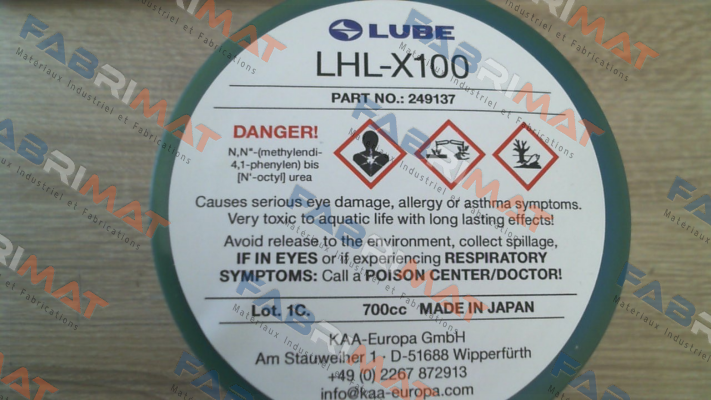 LUBE
LHL-X100
PART NO.: 249137
DANGER!
N,N"-(methylendi-
4,1-phenylen) bis
[N'-octyl] urea
Causes serious eye damage, allergy or asthma symptoms.
Very toxic to aquatic life with long lasting effects!
Avoid release to the environment, collect spillage,
IF IN EYES or if experiencing RESPIRATORY
SYMPTOMS: Call a POISON CENTER/DOCTOR!
Lot. 1C. 700cc MADE IN JAPAN
KAA-Europa GmbH
Am Stauweiher 1 · D-51688 Wipperfürth
+49 (0) 2267 872913
info@kaa-europa.com
FABRIMAT
Materiaux Industriel et Fabrications